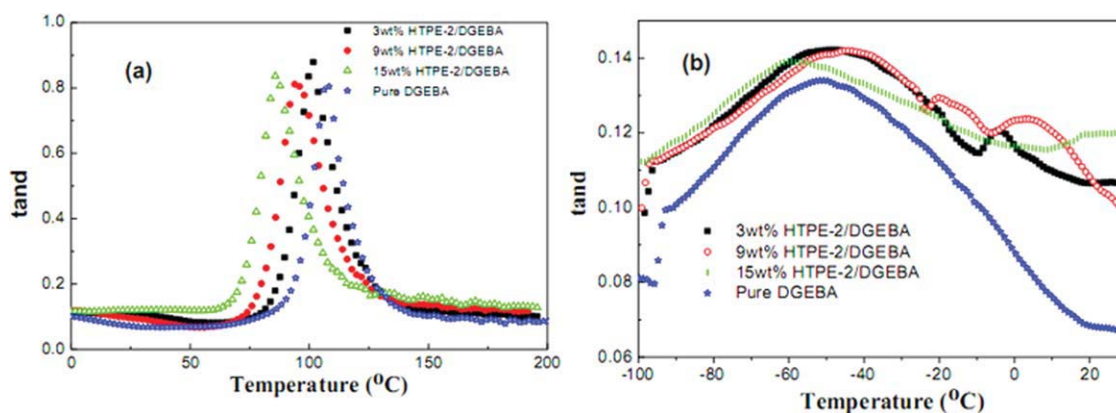 (a)
3wt% HTPE-2/DGEBA
9wt% HTPE-2/DGEBA
15wt% HTPE-2/DGEBA
Pure DGEBA
tand
1.0
0.8
0.6
0.4
0.2
0.0
0 50 100 150 200
Temperature (°C)
(b)
tand
0.14
0.12
0.10
0.08
0.06
3wt% HTPE-2/DGEBA
9wt% HTPE-2/DGEBA
15wt% HTPE-2/DGEBA
Pure DGEBA
-100 -80 -60 -40 -20 0 20
Temperature (°C)